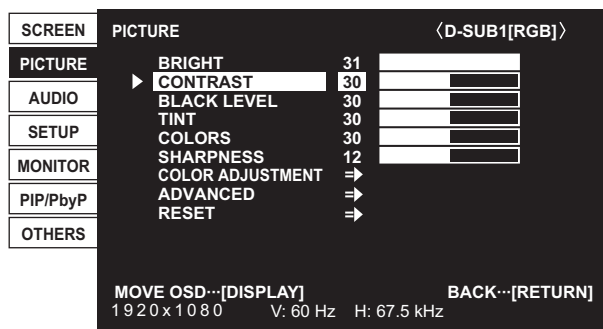 SCREEN
PICTURE
AUDIO
SETUP
MONITOR
PIP/PbyP
OTHERS
PICTURE 〈D-SUB1[RGB]〉
BRIGHT 31
CONTRAST 30
BLACK LEVEL 30
TINT 30
COLORS 30
SHARPNESS 12
COLOR ADJUSTMENT
ADVANCED
RESET
MOVE OSD···[DISPLAY] BACK···[RETURN]
1920x1080 V: 60 Hz H: 67.5 kHz